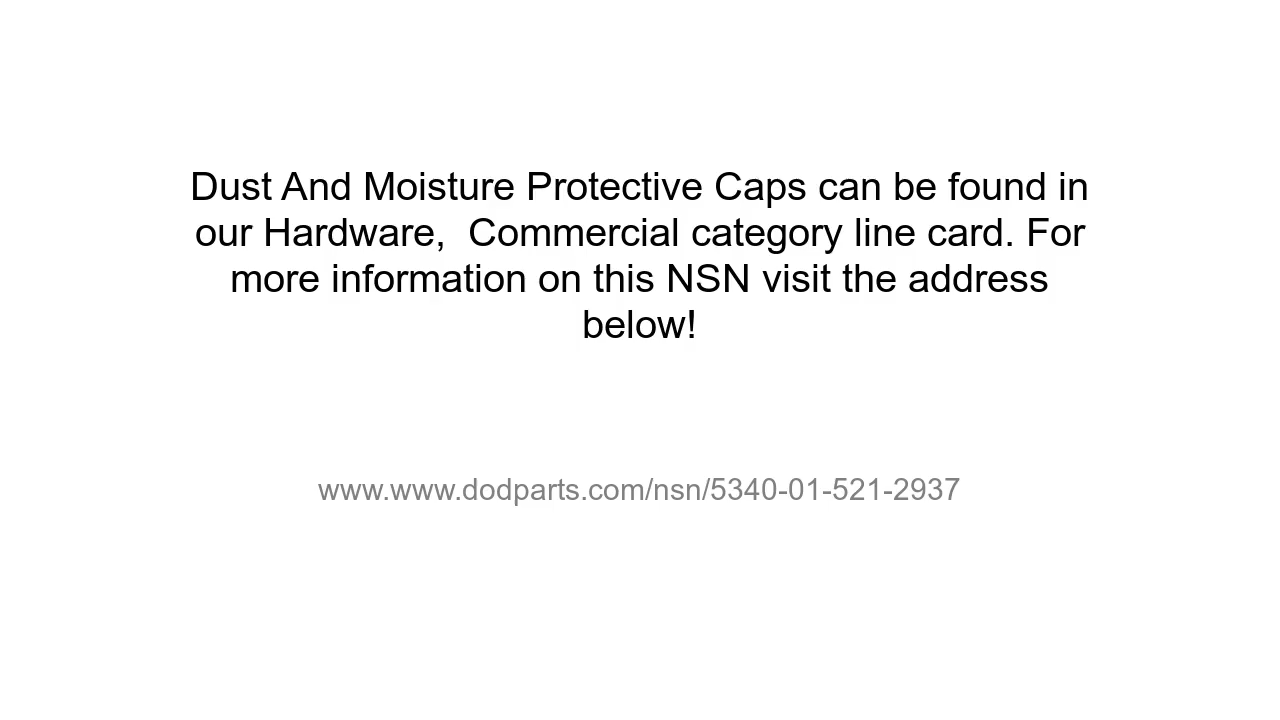 Dust And Moisture Protective Caps can be found in
our Hardware,  Commercial category line card. For
more information on this NSN visit the address
below!
www.www.dodparts.com/nsn/5340-01-521-2937